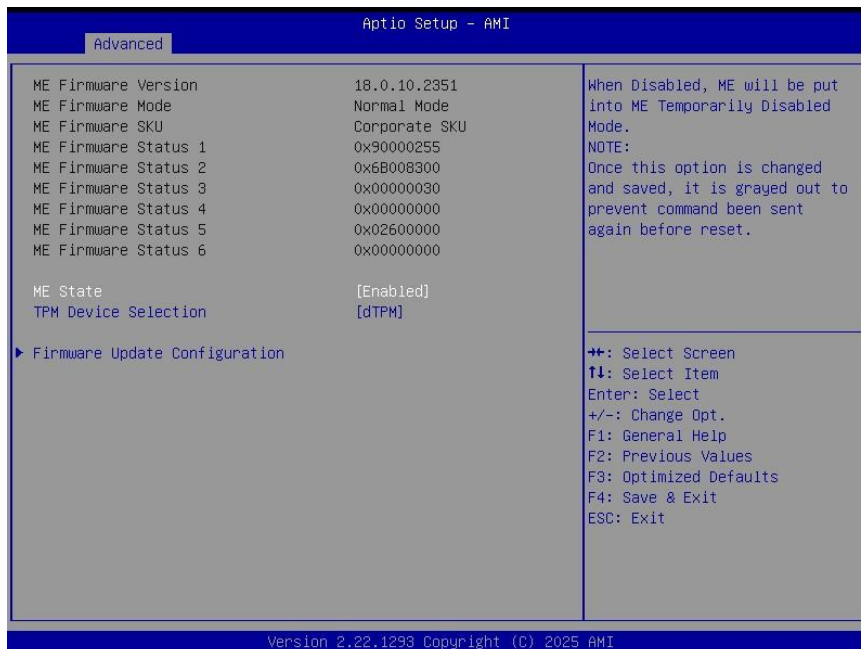 Aptio Setup - AMI
Advanced
ME Firmware Version 18.0.10.2351
ME Firmware Mode Normal Mode
ME Firmware SKU Corporate SKU
ME Firmware Status 1 0x90000255
ME Firmware Status 2 0x6B008300
ME Firmware Status 3 0x00000030
ME Firmware Status 4 0x00000000
ME Firmware Status 5 0x02600000
ME Firmware Status 6 0x00000000
ME State [Enabled]
TPM Device Selection [dTPM]
Firmware Update Configuration
When Disabled, ME will be put
into ME Temporarily Disabled
Mode.
NOTE:
Once this option is changed
and saved, it is grayed out to
prevent command been sent
again before reset.
→←: Select Screen
↑↓: Select Item
Enter: Select
+/-: Change Opt.
F1: General Help
F2: Previous Values
F3: Optimized Defaults
F4: Save & Exit
ESC: Exit
Version 2.22.1293 Copyright (C) 2025 AMI